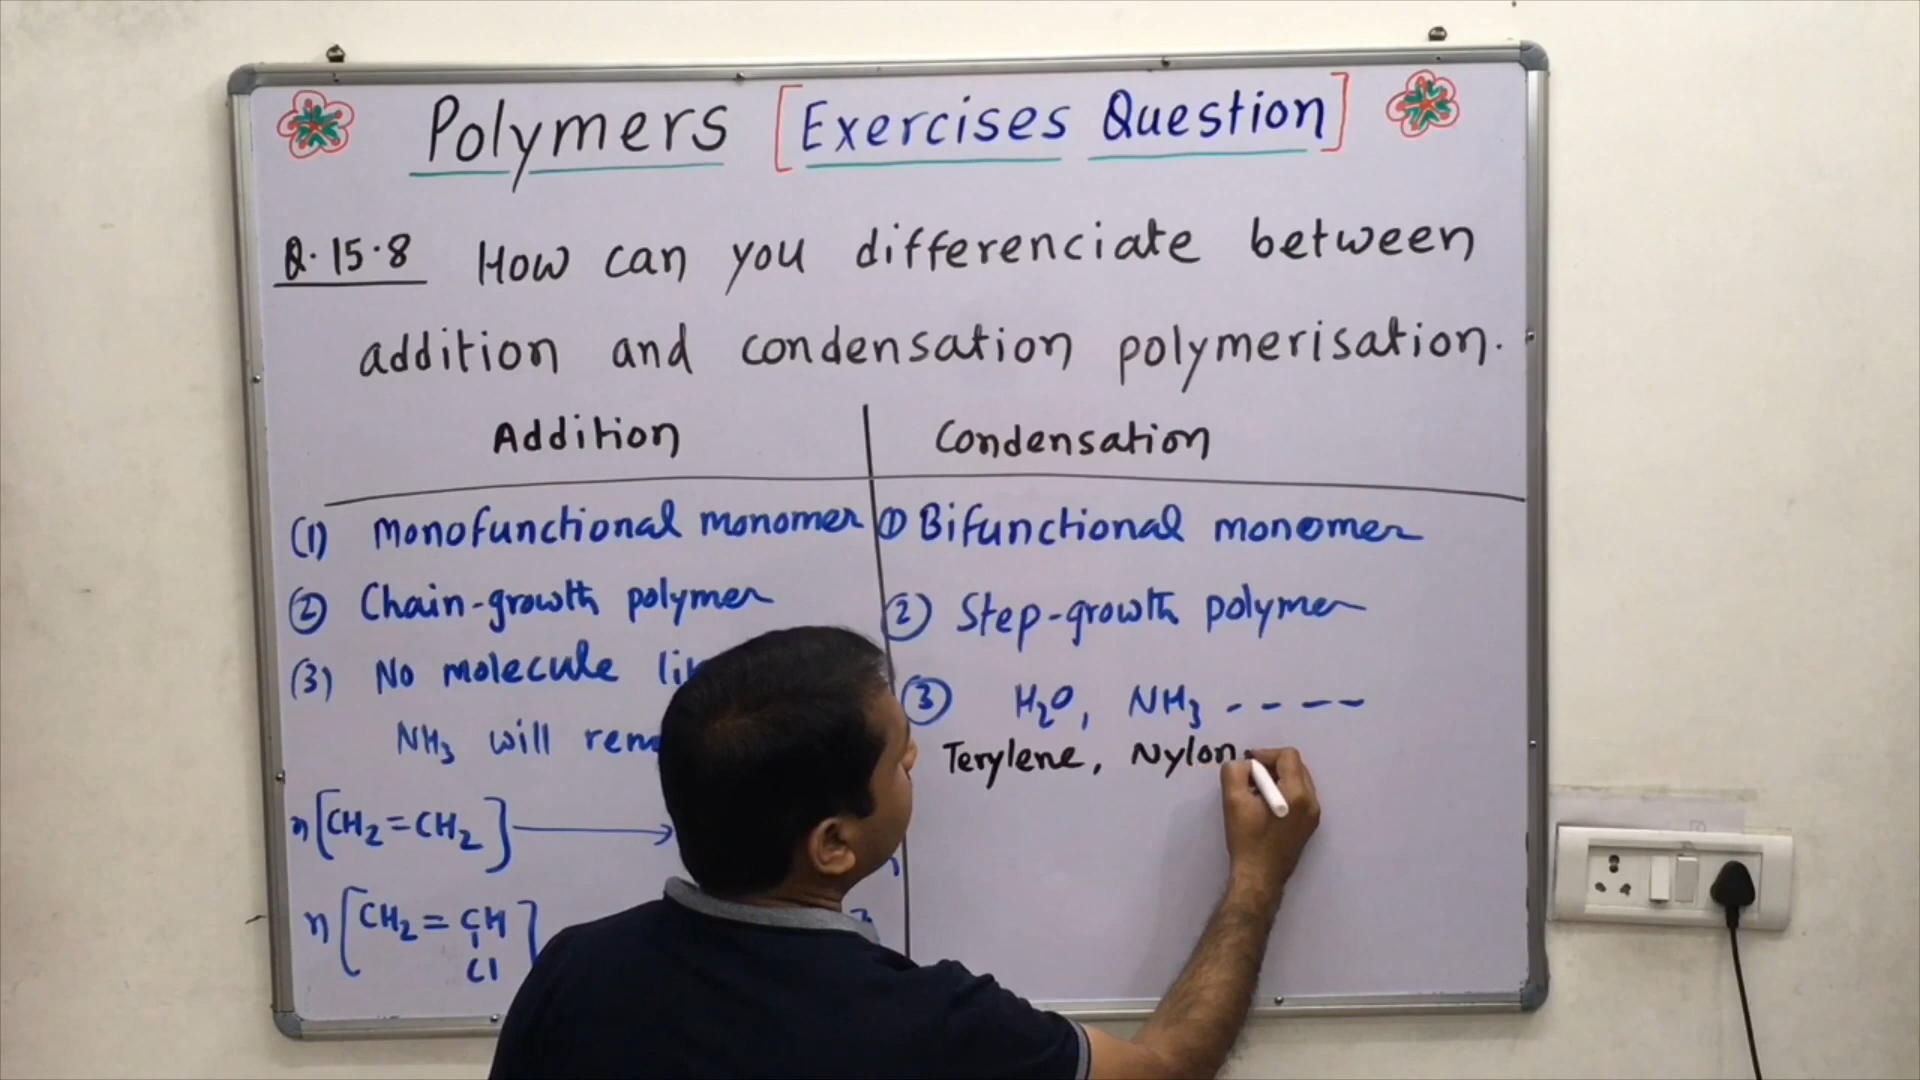 Polymers [Exercises Question]
Q. 15.8 How can you differenciate between
addition and condensation polymerisation.
Addition
Condensation
(1) Monofunctional monomer
② Chain-growth polymer
(3) No molecule
NH₃ will
n[CH₂=CH₂]
n[CH₂=CH
Cl
① Bifunctional monomer
② Step-growth polymer
③ H₂O, NH₃ ----
Terylene, Nylon